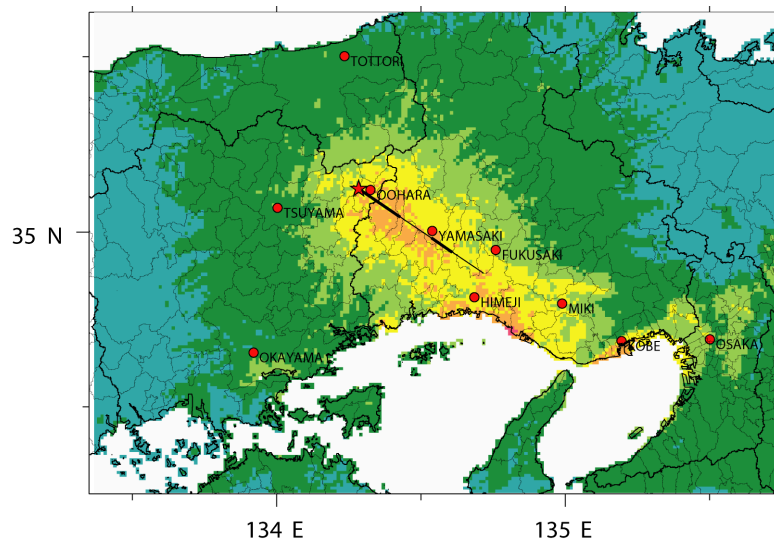 TOTTORI
OOHARA
TSUYAMA
YAMASAKI
35 N
FUKUSAKI
HIMEJI
MIKI
KOBE
OSAKA
OKAYAMA
134 E
135 E